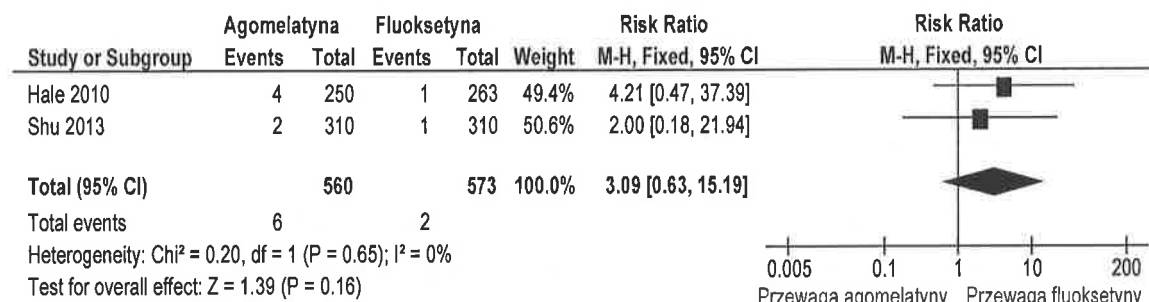 Agomelatyna Fluoksetyna Risk Ratio Risk Ratio
Study or Subgroup Events Total Events Total Weight M-H, Fixed, 95% CI M-H, Fixed, 95% CI
Hale 2010 4 250 1 263 49.4% 4.21 [0.47, 37.39]
Shu 2013 2 310 1 310 50.6% 2.00 [0.18, 21.94]
Total (95% CI) 560 573 100.0% 3.09 [0.63, 15.19]
Total events 6 2
Heterogeneity: Chi² = 0.20, df = 1 (P = 0.65); I² = 0%
Test for overall effect: Z = 1.39 (P = 0.16)
0.005 0.1 1 10 200
Przewaga agomelatyny Przewaga fluoksetyny